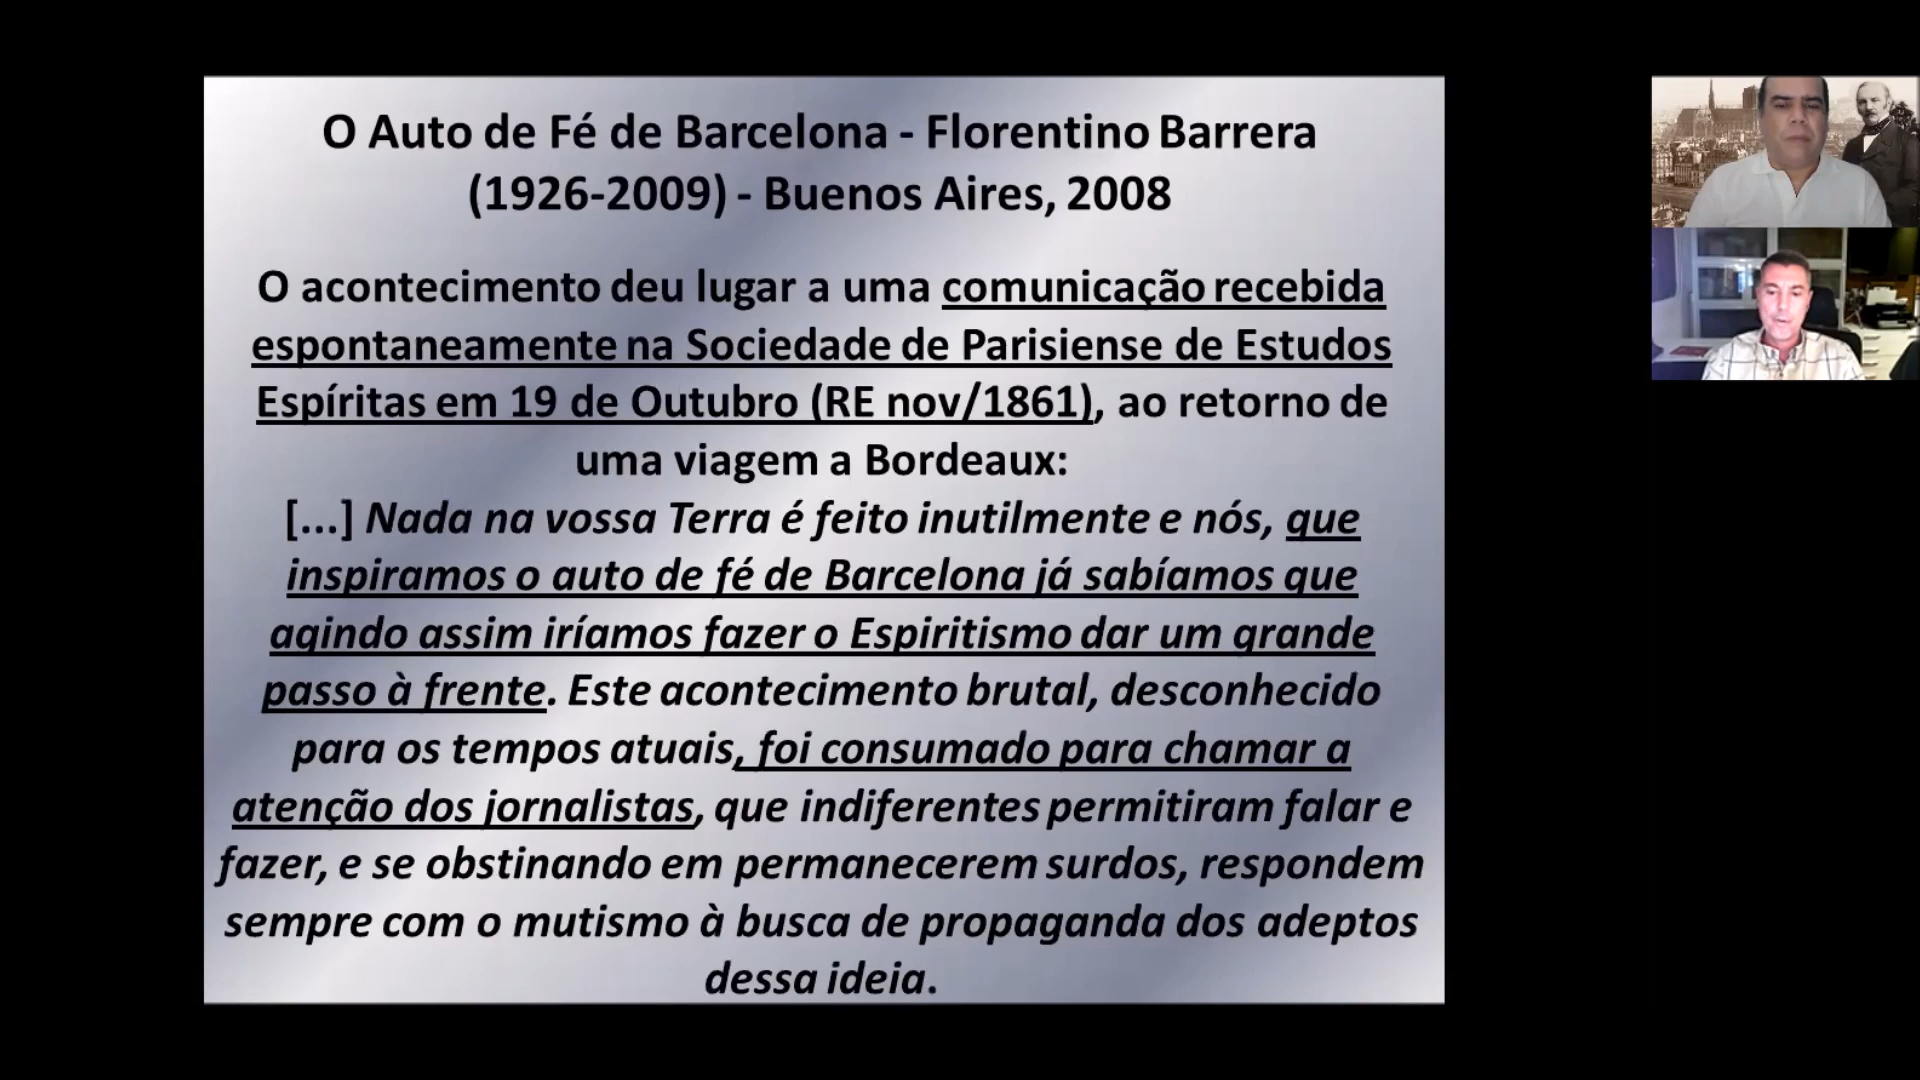 O Auto de Fé de Barcelona - Florentino Barrera
(1926-2009) - Buenos Aires, 2008
O acontecimento deu lugar a uma comunicação recebida
espontaneamente na Sociedade de Parisiense de Estudos
Espíritas em 19 de Outubro (RE nov/1861), ao retorno de
uma viagem a Bordeaux:
[...] Nada na vossa Terra é feito inutilmente e nós, que
inspiramos o auto de fé de Barcelona já sabíamos que
agindo assim iríamos fazer o Espiritismo dar um grande
passo à frente. Este acontecimento brutal, desconhecido
para os tempos atuais, foi consumado para chamar a
atenção dos jornalistas, que indiferentes permitiram falar e
fazer, e se obstinando em permanecerem surdos, respondem
sempre com o mutismo à busca de propaganda dos adeptos
dessa ideia.